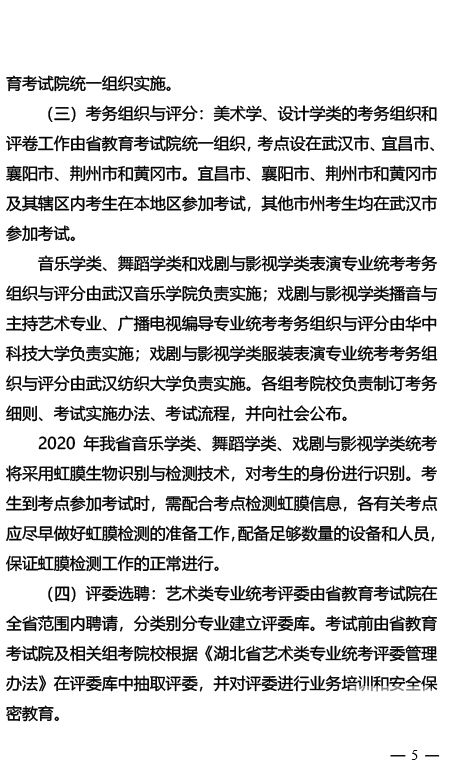 育考试院统一组织实施。
（三）考务组织与评分：美术学、设计学类的考务组织和
评卷工作由省教育考试院统一组织，考点设在武汉市、宜昌市、
襄阳市、荆州市和黄冈市。宜昌市、襄阳市、荆州市和黄冈市
及其辖区内考生在本地区参加考试，其他市州考生均在武汉市
参加考试。
音乐学类、舞蹈学类和戏剧与影视学类表演专业统考考务
组织与评分由武汉音乐学院负责实施；戏剧与影视学类播音与
主持艺术专业、广播电视编导专业统考考务组织与评分由华中
科技大学负责实施；戏剧与影视学类服装表演专业统考考务组
织与评分由武汉纺织大学负责实施。各组考院校负责制订考务
细则、考试实施办法、考试流程，并向社会公布。
2020 年我省音乐学类、舞蹈学类、戏剧与影视学类统考
将采用虹膜生物识别与检测技术，对考生的身份进行识别。考
生到考点参加考试时，需配合考点检测虹膜信息，各有关考点
应尽早做好虹膜检测的准备工作，配备足够数量的设备和人员，
保证虹膜检测工作的正常进行。
（四）评委选聘：艺术类专业统考评委由省教育考试院在
全省范围内聘请，分类别分专业建立评委库。考试前由省教育
考试院及相关组考院校根据《湖北省艺术类专业统考评委管理
办法》在评委库中抽取评委，并对评委进行业务培训和安全保
密教育。
— 5 —